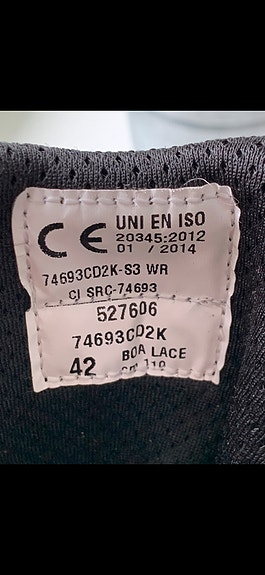 CE UNI EN ISO
20345:2012
01 / 2014
74693CD2K-S3 WR
CI SRC-74693
527606
74693CD2K
42 BOA LACE
110